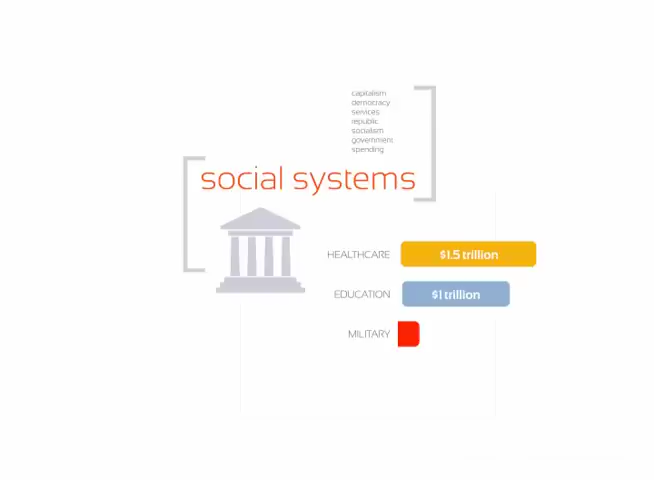 capitalism
democracy
services
republic
socialism
government
spending
social systems
HEALTHCARE $1.5 trillion
EDUCATION $1 trillion
MILITARY